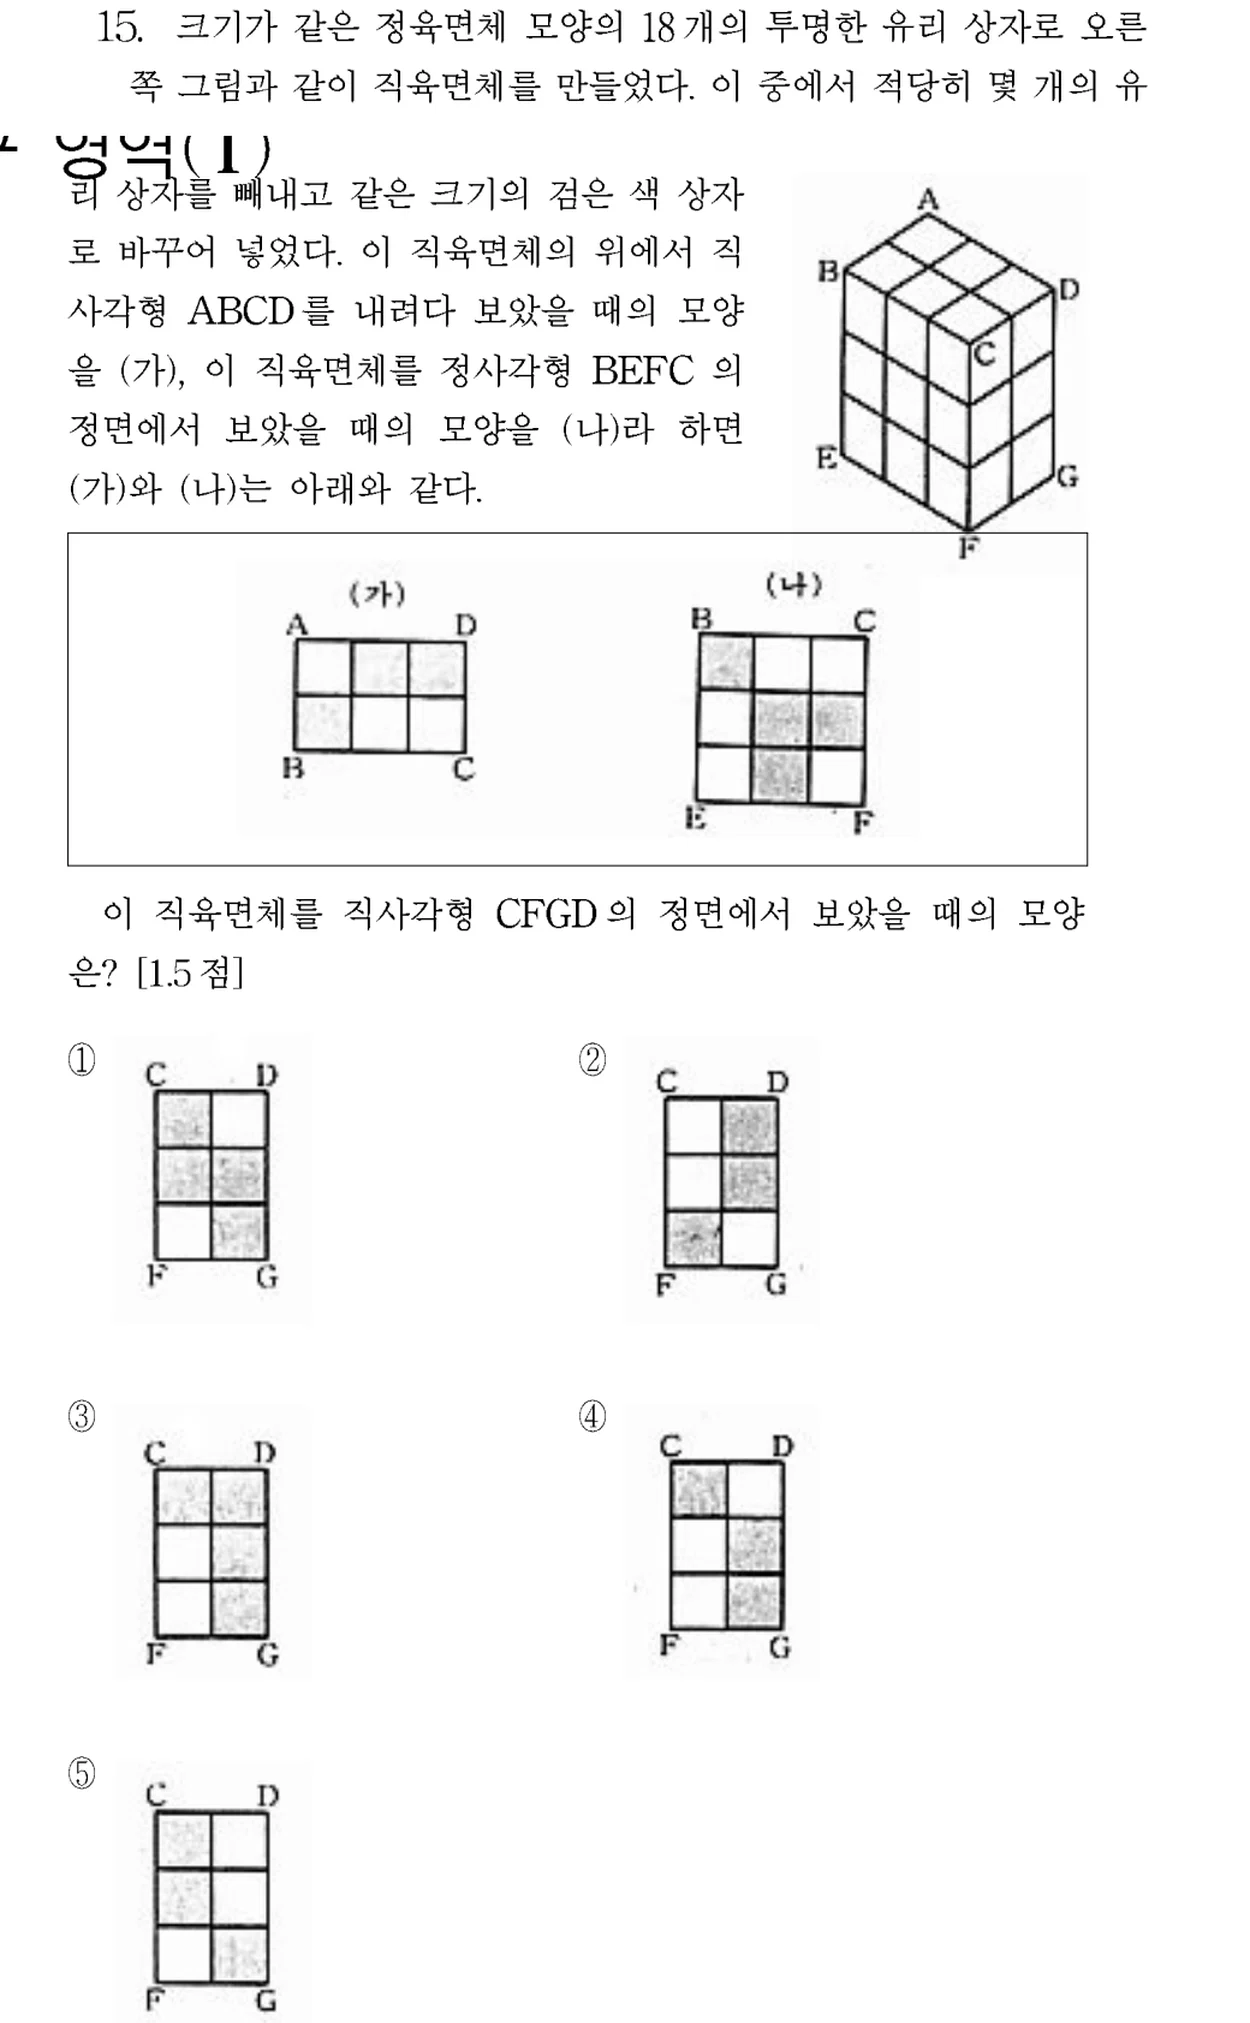 15. 크기가 같은 정육면체 모양의 18개의 투명한 유리 상자로 오른
쪽 그림과 같이 직육면체를 만들었다. 이 중에서 적당히 몇 개의 유
영역(1)
리 상자를 빼내고 같은 크기의 검은 색 상자
로 바꾸어 넣었다. 이 직육면체의 위에서 직
사각형 ABCD를 내려다 보았을 때의 모양
을 (가), 이 직육면체를 정사각형 BEFC 의
정면에서 보았을 때의 모양을 (나)라 하면
(가)와 (나)는 아래와 같다.
A
B
D
C
E
G
F
(가)
A D
B C
(나)
B C
E F
이 직육면체를 직사각형 CFGD의 정면에서 보았을 때의 모양
은? [1.5점]
①
C D
F G
②
C D
F G
③
C D
F G
④
C D
F G
⑤
C D
F G